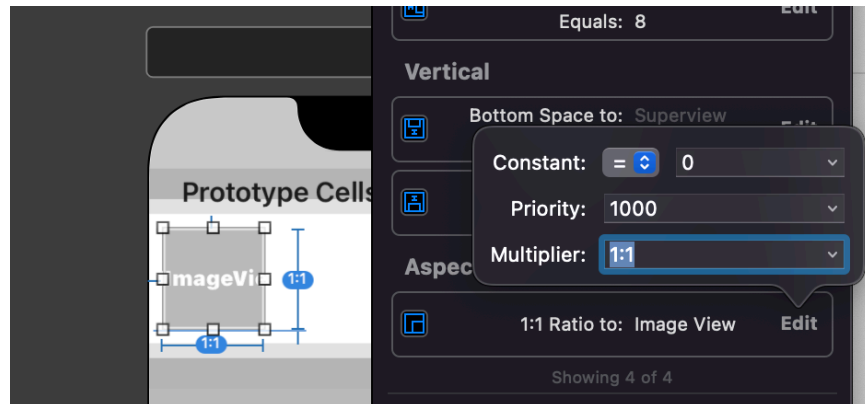 Edit
Equals: 8
Vertical
Bottom Space to: Superview
Edit
Constant: = 0
Prototype Cells
Priority: 1000
Multiplier: 1:1
Aspec
ImageVi
1:1
1:1 Ratio to: Image View Edit
1:1
Showing 4 of 4